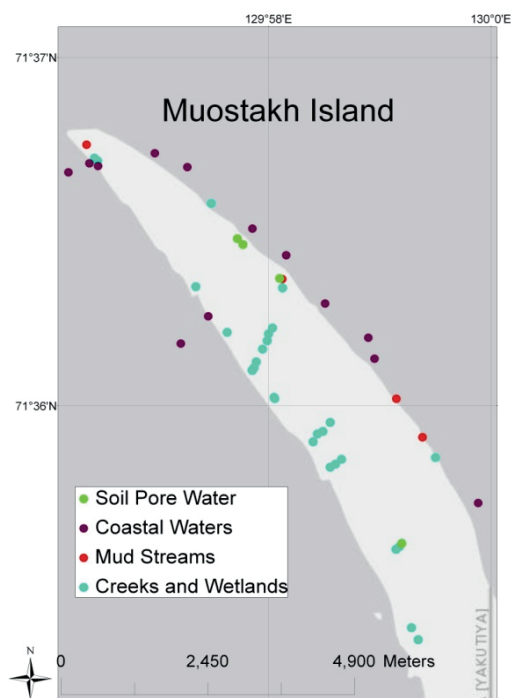 129°58'E 130°0'E
71°37'N
Muostakh Island
71°36'N
Soil Pore Water
Coastal Waters
Mud Streams
Creeks and Wetlands
[YAKUTIYA]
N
0 2,450 4,900 Meters